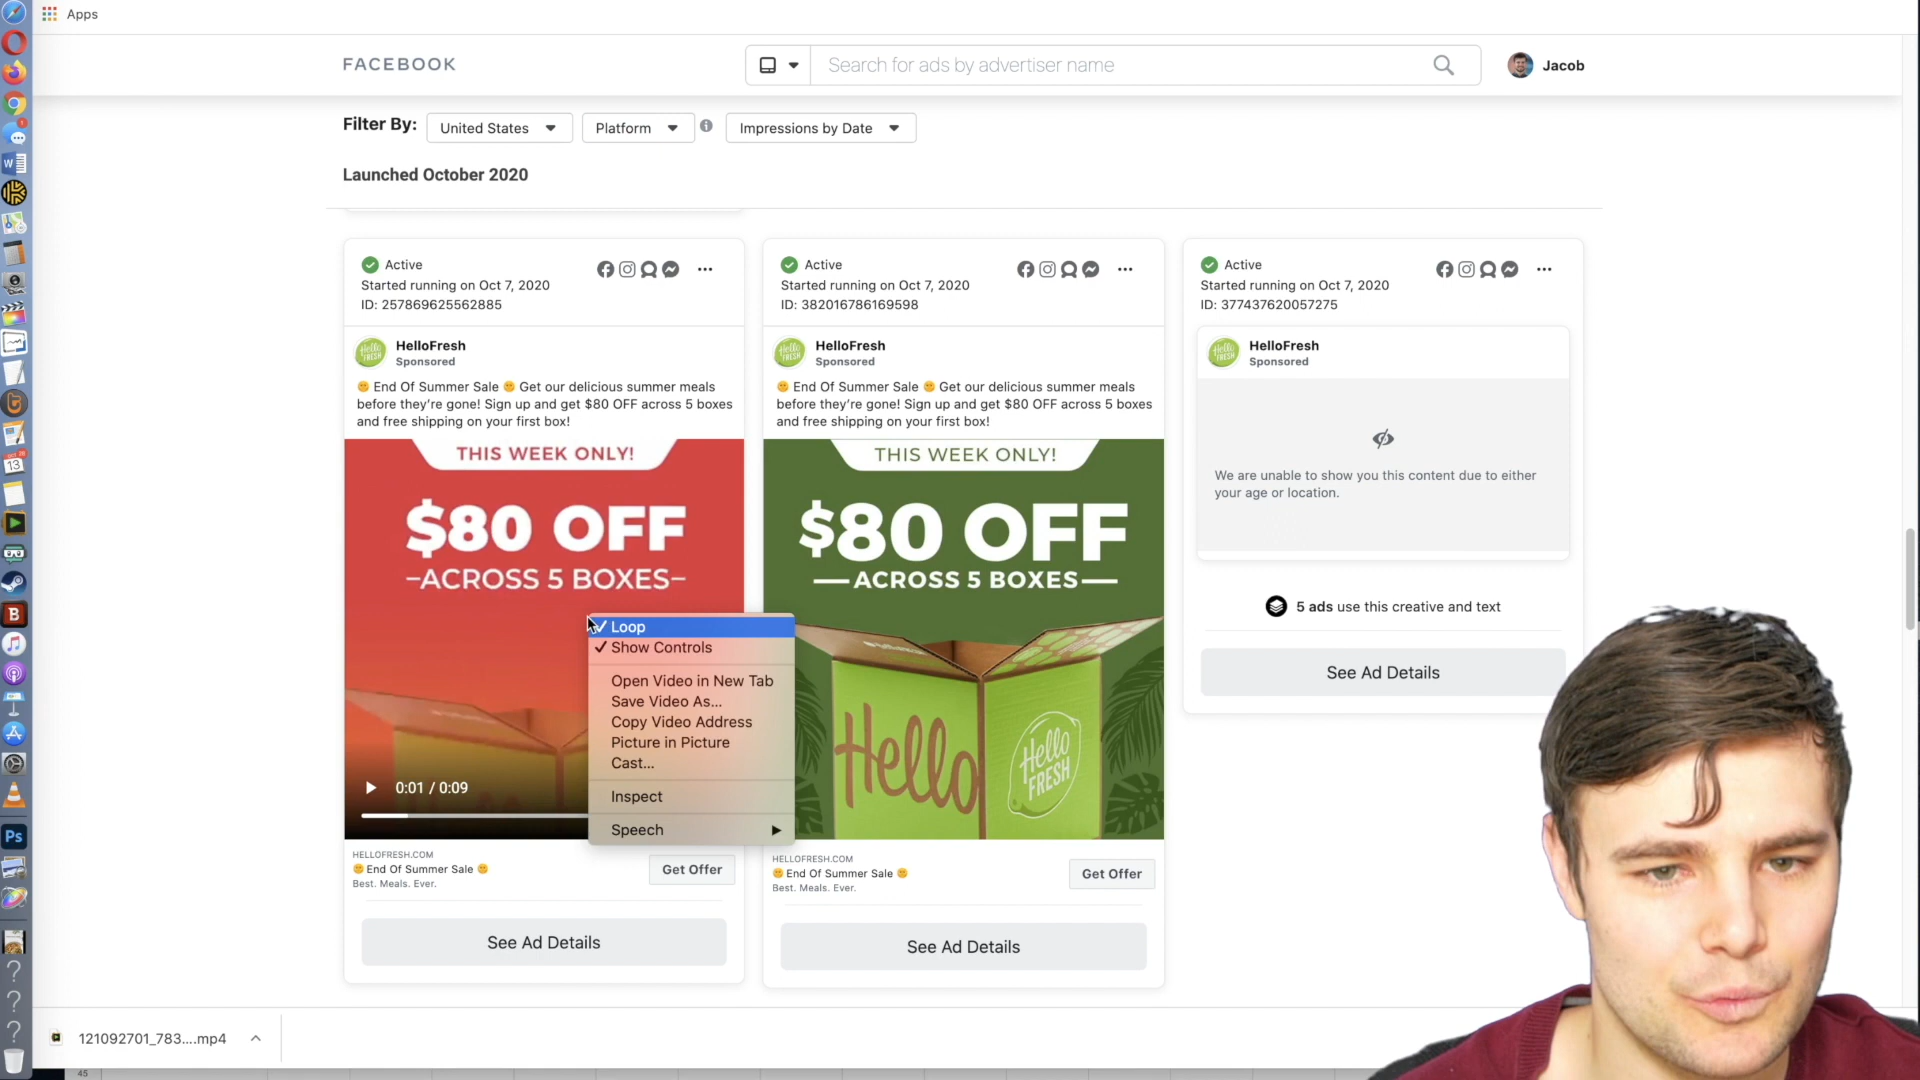 Apps
FACEBOOK
Search for ads by advertiser name
Jacob
Filter By:
United States
Platform
Impressions by Date
Launched October 2020
Active
Started running on Oct 7, 2020
ID: 257869625562885
HelloFresh
Sponsored
🌞 End Of Summer Sale 🌞 Get our delicious summer meals
before they're gone! Sign up and get $80 OFF across 5 boxes
and free shipping on your first box!
THIS WEEK ONLY!
$80 OFF
–ACROSS 5 BOXES–
0:01 / 0:09
HELLOFRESH.COM
🌞 End Of Summer Sale 🌞
Best. Meals. Ever.
Get Offer
See Ad Details
✓ Loop
✓ Show Controls
Open Video in New Tab
Save Video As...
Copy Video Address
Picture in Picture
Cast...
Inspect
Speech
Active
Started running on Oct 7, 2020
ID: 382016786169598
Hello
FRESH
HelloFresh
Sponsored
🌞 End Of Summer Sale 🌞 Get our delicious summer meals
before they're gone! Sign up and get $80 OFF across 5 boxes
and free shipping on your first box!
THIS WEEK ONLY!
$80 OFF
— ACROSS 5 BOXES —
Hello
Hello
FRESH
HELLOFRESH.COM
🌞 End Of Summer Sale 🌞
Best. Meals. Ever.
Get Offer
See Ad Details
Active
Started running on Oct 7, 2020
ID: 377437620057275
Hello
FRESH
HelloFresh
Sponsored
We are unable to show you this content due to either
your age or location.
5 ads use this creative and text
See Ad Details
121092701_783....mp4
45
W
13
B
Ps